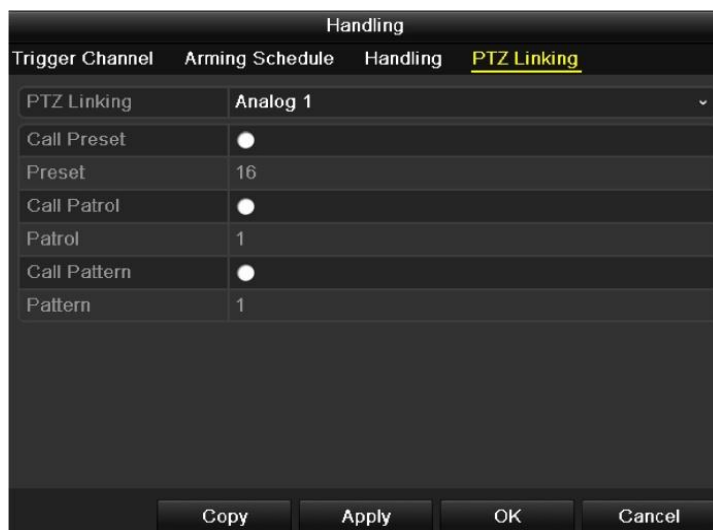 Handling
Trigger Channel Arming Schedule Handling PTZ Linking
PTZ Linking Analog 1
Call Preset
Preset 16
Call Patrol
Patrol 1
Call Pattern
Pattern 1
Copy Apply OK Cancel